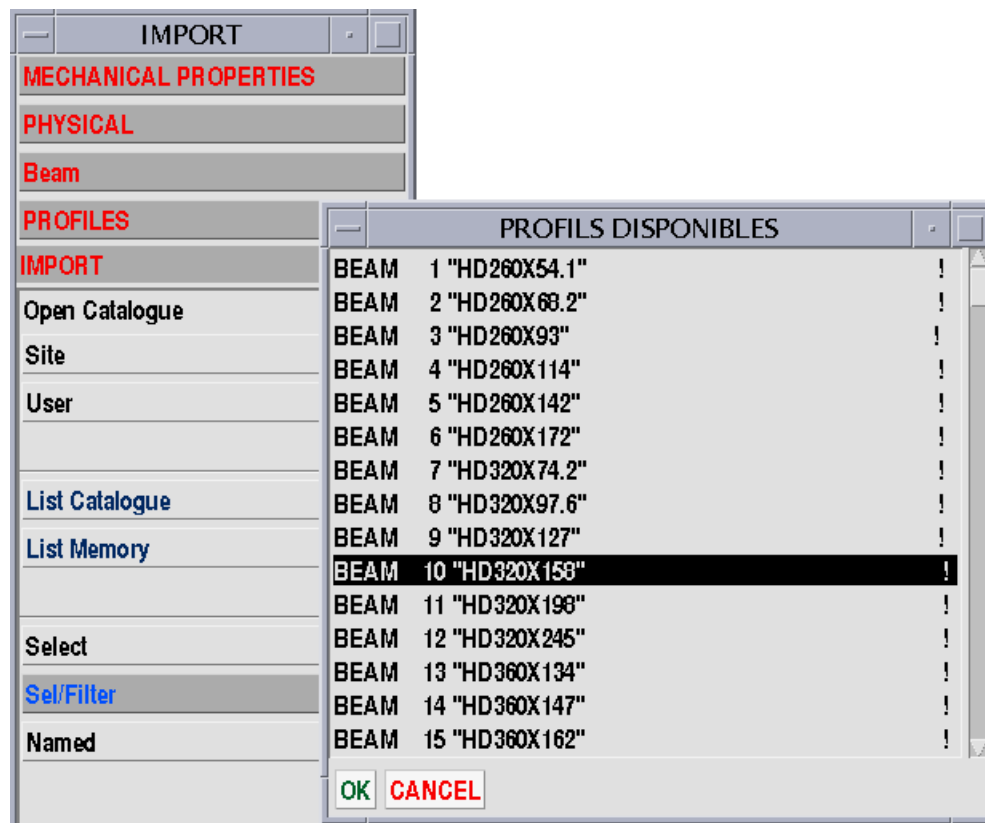 IMPORT
MECHANICAL PROPERTIES
PHYSICAL
Beam
PROFILES
IMPORT
Open Catalogue
Site
User
List Catalogue
List Memory
Select
Sel/Filter
Named
PROFILS DISPONIBLES
BEAM 1 "HD260X54.1" !
BEAM 2 "HD260X68.2" !
BEAM 3 "HD260X93" !
BEAM 4 "HD260X114" !
BEAM 5 "HD260X142" !
BEAM 6 "HD260X172" !
BEAM 7 "HD320X74.2" !
BEAM 8 "HD320X97.6" !
BEAM 9 "HD320X127" !
BEAM 10 "HD320X158" !
BEAM 11 "HD320X198" !
BEAM 12 "HD320X245" !
BEAM 13 "HD360X134" !
BEAM 14 "HD360X147" !
BEAM 15 "HD360X162" !
OK CANCEL